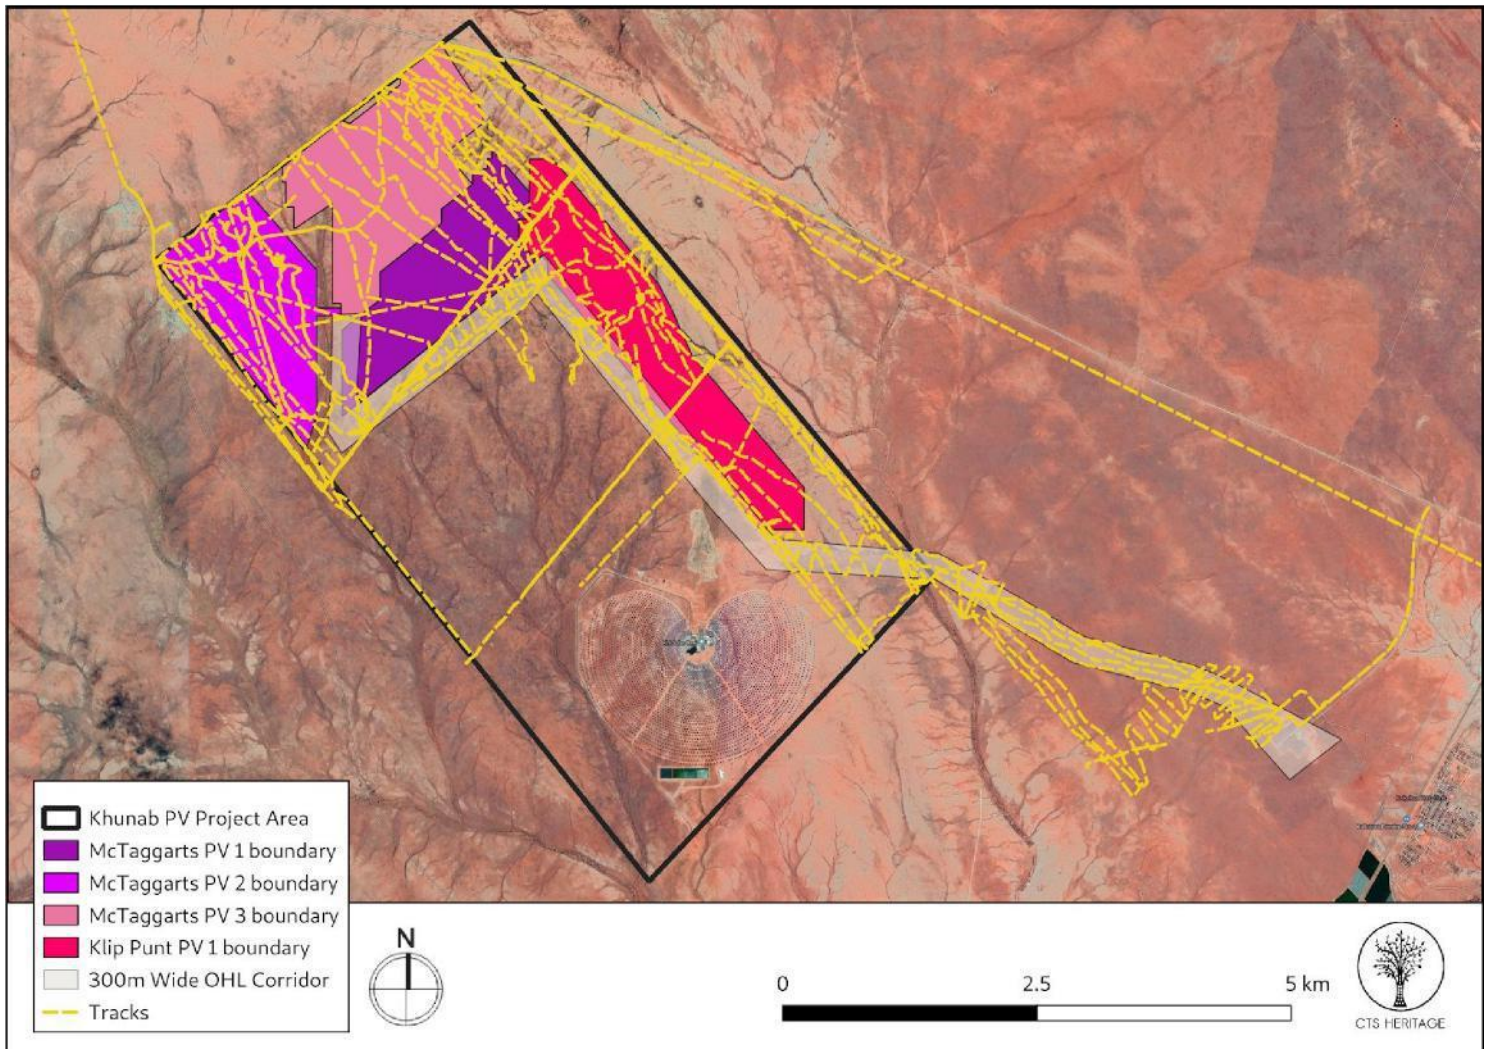 Khunab PV Project Area
McTaggarts PV 1 boundary
McTaggarts PV 2 boundary
McTaggarts PV 3 boundary
Klip Punt PV 1 boundary
300m Wide OHL Corridor
Tracks
N
0 2.5 5 km
CTS HERITAGE